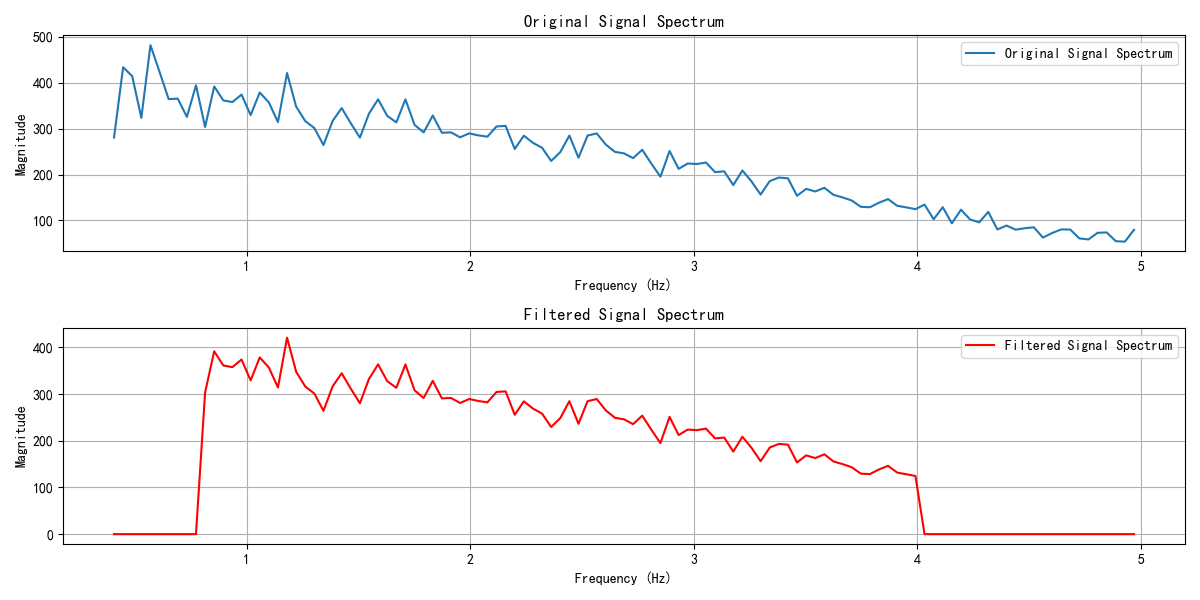 Original Signal Spectrum
500
400
300
200
100
Magnitude
Original Signal Spectrum
1
2
3
4
5
Frequency (Hz)
Filtered Signal Spectrum
400
300
200
100
0
Magnitude
Filtered Signal Spectrum
1
2
3
4
5
Frequency (Hz)